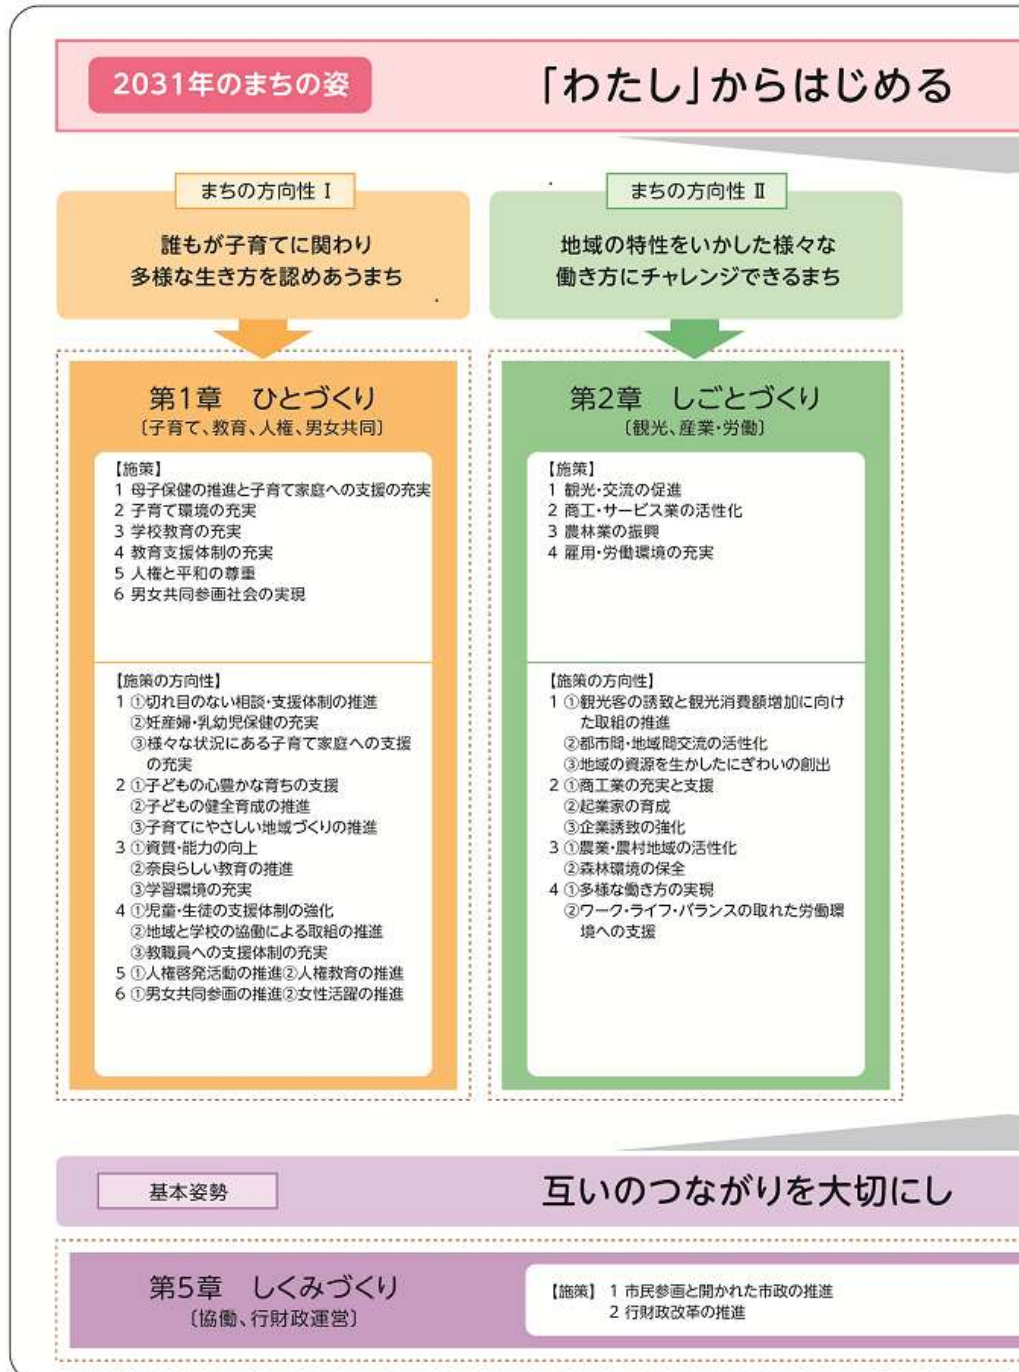 2031年のまちの姿
「わたし」からはじめる
まちの方向性 Ⅰ
誰もが子育てに関わり
多様な生き方を認めあうまち
第1章　ひとづくり
〔子育て、教育、人権、男女共同〕
【施策】
1 母子保健の推進と子育て家庭への支援の充実
2 子育て環境の充実
3 学校教育の充実
4 教育支援体制の充実
5 人権と平和の尊重
6 男女共同参画社会の実現
【施策の方向性】
1 ①切れ目のない相談・支援体制の推進
②妊産婦・乳幼児保健の充実
③様々な状況にある子育て家庭への支援
の充実
2 ①子どもの心豊かな育ちの支援
②子どもの健全育成の推進
③子育てにやさしい地域づくりの推進
3 ①資質・能力の向上
②奈良らしい教育の推進
③学習環境の充実
4 ①児童・生徒の支援体制の強化
②地域と学校の協働による取組の推進
③教職員への支援体制の充実
5 ①人権啓発活動の推進②人権教育の推進
6 ①男女共同参画の推進②女性活躍の推進
まちの方向性 Ⅱ
地域の特性をいかした様々な
働き方にチャレンジできるまち
第2章　しごとづくり
〔観光、産業・労働〕
【施策】
1 観光・交流の促進
2 商工・サービス業の活性化
3 農林業の振興
4 雇用・労働環境の充実
【施策の方向性】
1 ①観光客の誘致と観光消費額増加に向け
た取組の推進
②都市間・地域間交流の活性化
③地域の資源を生かしたにぎわいの創出
2 ①商工業の充実と支援
②起業家の育成
③企業誘致の強化
3 ①農業・農村地域の活性化
②森林環境の保全
4 ①多様な働き方の実現
②ワーク・ライフ・バランスの取れた労働環
境への支援
基本姿勢
互いのつながりを大切にし
第5章　しくみづくり
〔協働、行財政運営〕
【施策】 1 市民参画と開かれた市政の推進
2 行財政改革の推進